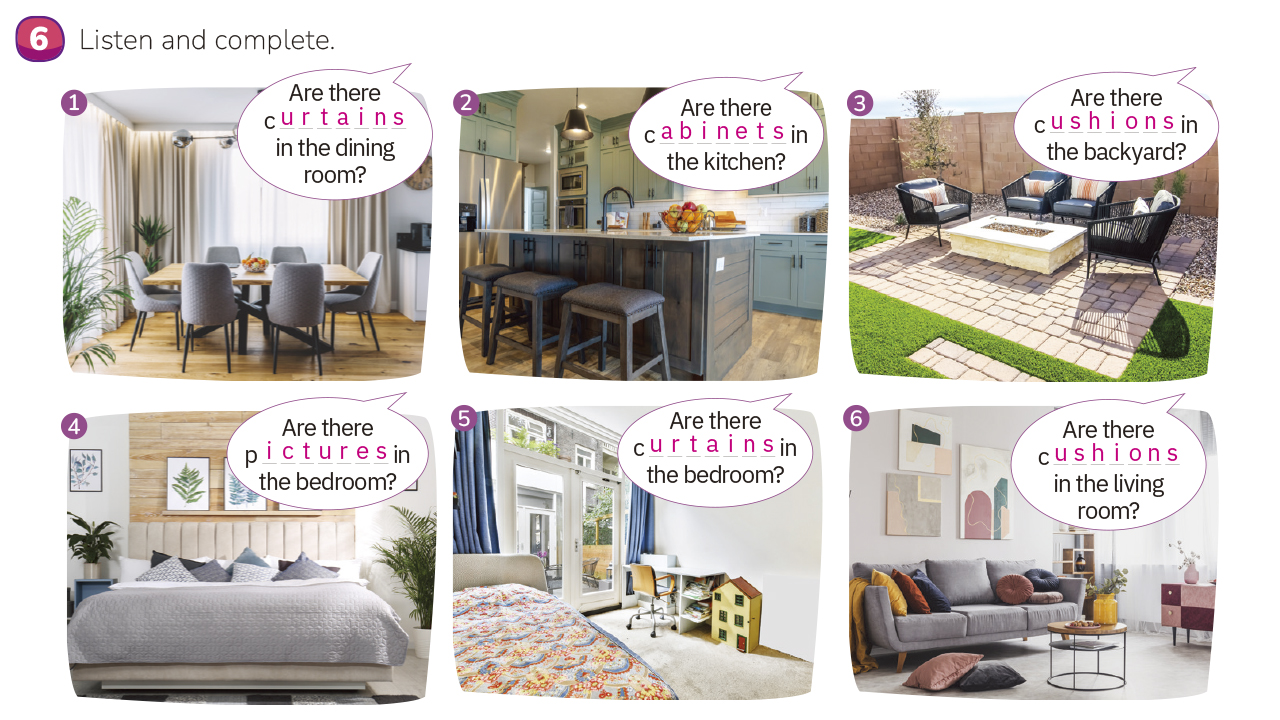 6 Listen and complete.
1
Are there
curtains
in the dining
room?
2
Are there
cabinets in
the kitchen?
3
Are there
cushions in
the backyard?
4
Are there
pictures in
the bedroom?
5
Are there
curtains in
the bedroom?
6
Are there
cushions
in the living
room?